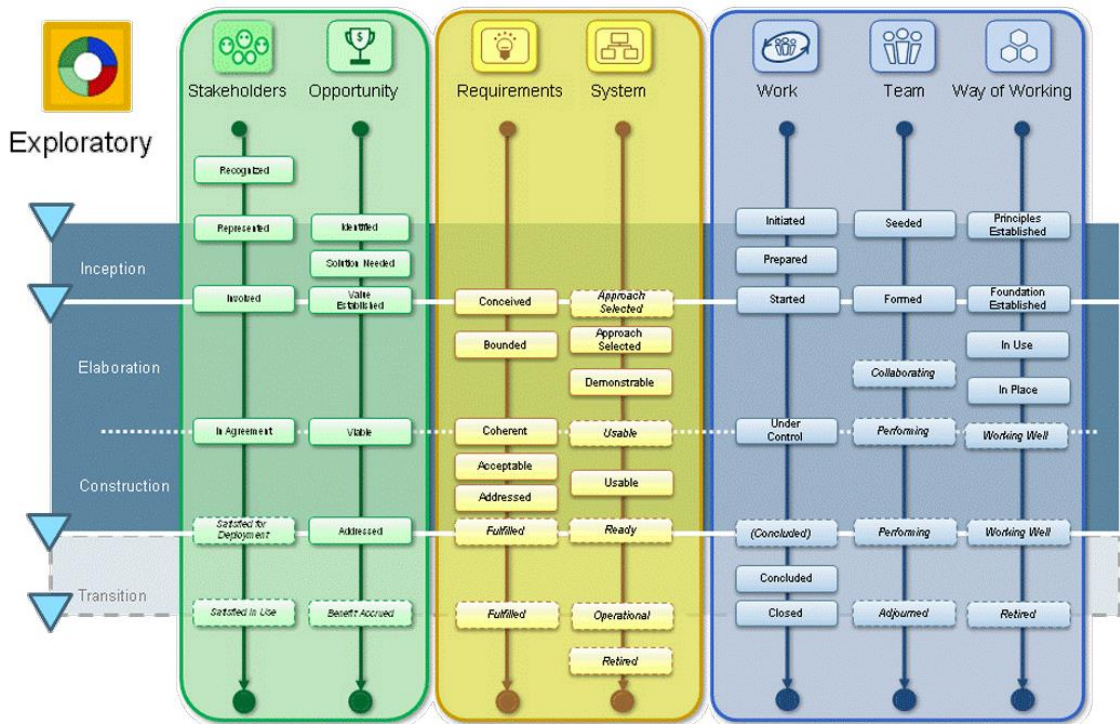 Exploratory
Stakeholders Opportunity Requirements System Work Team Way of Working
Recognized
Represented Identified Initiated Seeded Principles
Established
Inception
Solution Needed Prepared
Involved Value
Established Conceived Approach
Selected Started Formed Foundation
Established
Bounded Approach
Selected In Use
Elaboration
Demonstrable Collaborating In Place
In Agreement Viable Coherent Usable Under
Control Performing Working Well
Acceptable
Construction
Addressed Usable
Satisfied for
Deployment Addressed Fulfilled Ready (Concluded) Performing Working Well
Concluded
Transition
Satisfied In Use Benefit Accrued Fulfilled Operational Closed Adjourned Retired
Retired